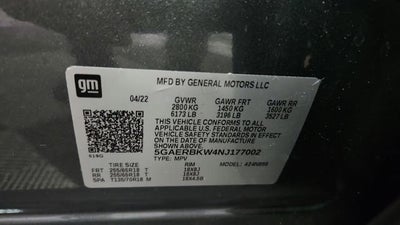 gm
MFD BY GENERAL MOTORS LLC
04/22
GVWR GAWR FRT GAWR RR
2800 KG 1450 KG 1600 KG
6173 LB 3196 LB 3527 LB
THIS VEHICLE CONFORMS TO ALL
APPLICABLE U.S. FEDERAL MOTOR
VEHICLE SAFETY STANDARDS IN
EFFECT ON THE DATE OF
MANUFACTURE SHOWN ABOVE.
5GAERBKW4NJ177002
TYPE: MPV
TIRE SIZE RIM
FRT 255/65R18 T 18X8J
RR 255/65R18 T 18X8J
SPA T135/70R18 M 18X4.5B